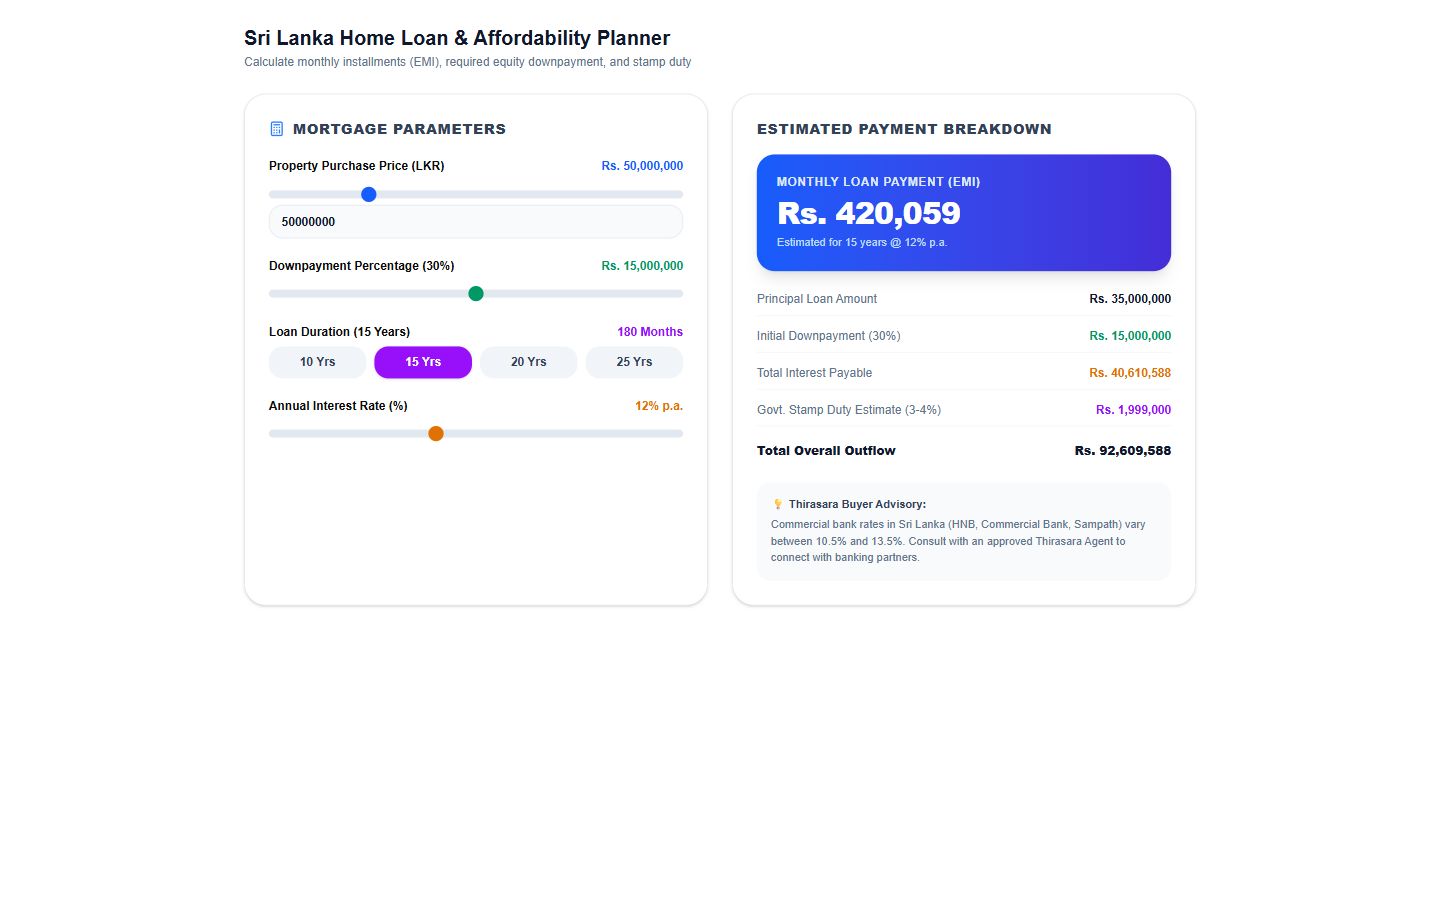 Sri Lanka Home Loan & Affordability Planner
Calculate monthly installments (EMI), required equity downpayment, and stamp duty
MORTGAGE PARAMETERS
Property Purchase Price (LKR) Rs. 50,000,000
50000000
Downpayment Percentage (30%) Rs. 15,000,000
Loan Duration (15 Years) 180 Months
10 Yrs 15 Yrs 20 Yrs 25 Yrs
Annual Interest Rate (%) 12% p.a.
ESTIMATED PAYMENT BREAKDOWN
MONTHLY LOAN PAYMENT (EMI)
Rs. 420,059
Estimated for 15 years @ 12% p.a.
Principal Loan Amount Rs. 35,000,000
Initial Downpayment (30%) Rs. 15,000,000
Total Interest Payable Rs. 40,610,588
Govt. Stamp Duty Estimate (3-4%) Rs. 1,999,000
Total Overall Outflow Rs. 92,609,588
Thirasara Buyer Advisory:
Commercial bank rates in Sri Lanka (HNB, Commercial Bank, Sampath) vary
between 10.5% and 13.5%. Consult with an approved Thirasara Agent to
connect with banking partners.